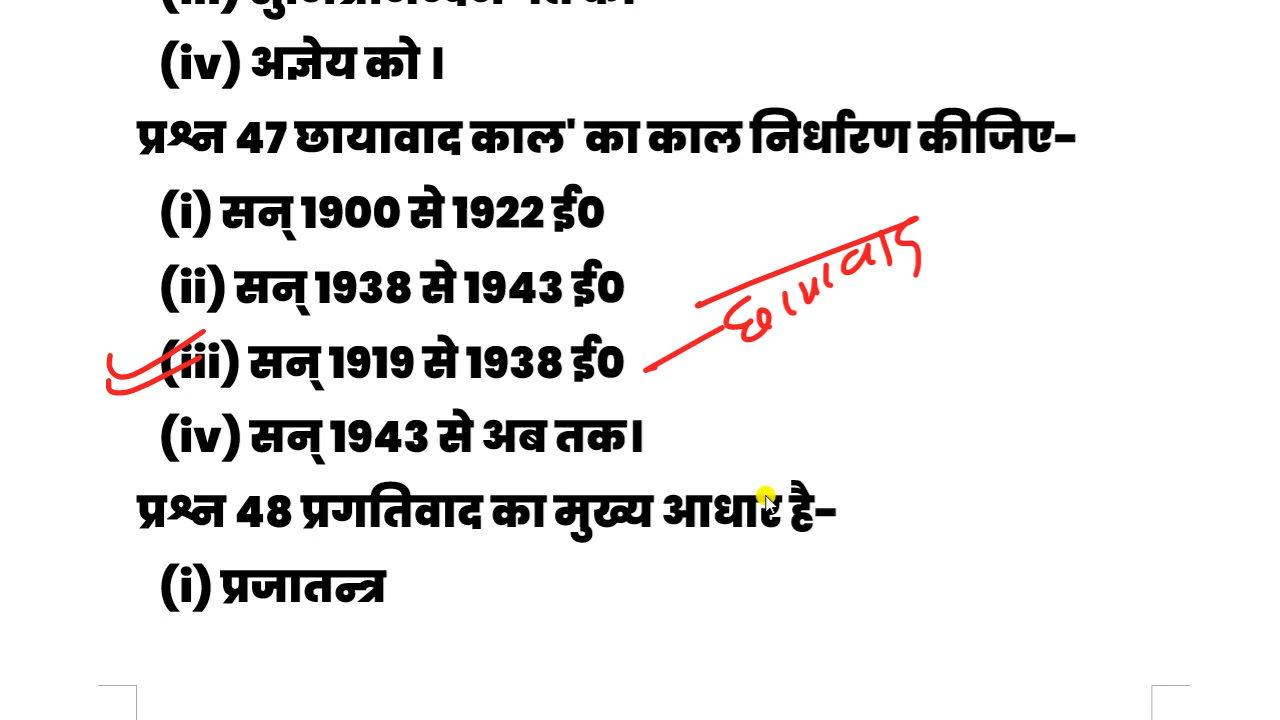 (iv) अज्ञेय को ।
प्रश्न 47 छायावाद काल' का काल निर्धारण कीजिए-
(i) सन् 1900 से 1922 ई0
(ii) सन् 1938 से 1943 ई0
छायावाद
(iii) सन् 1919 से 1938 ई0
(iv) सन् 1943 से अब तक।
प्रश्न 48 प्रगतिवाद का मुख्य आधार है-
(i) प्रजातन्त्र